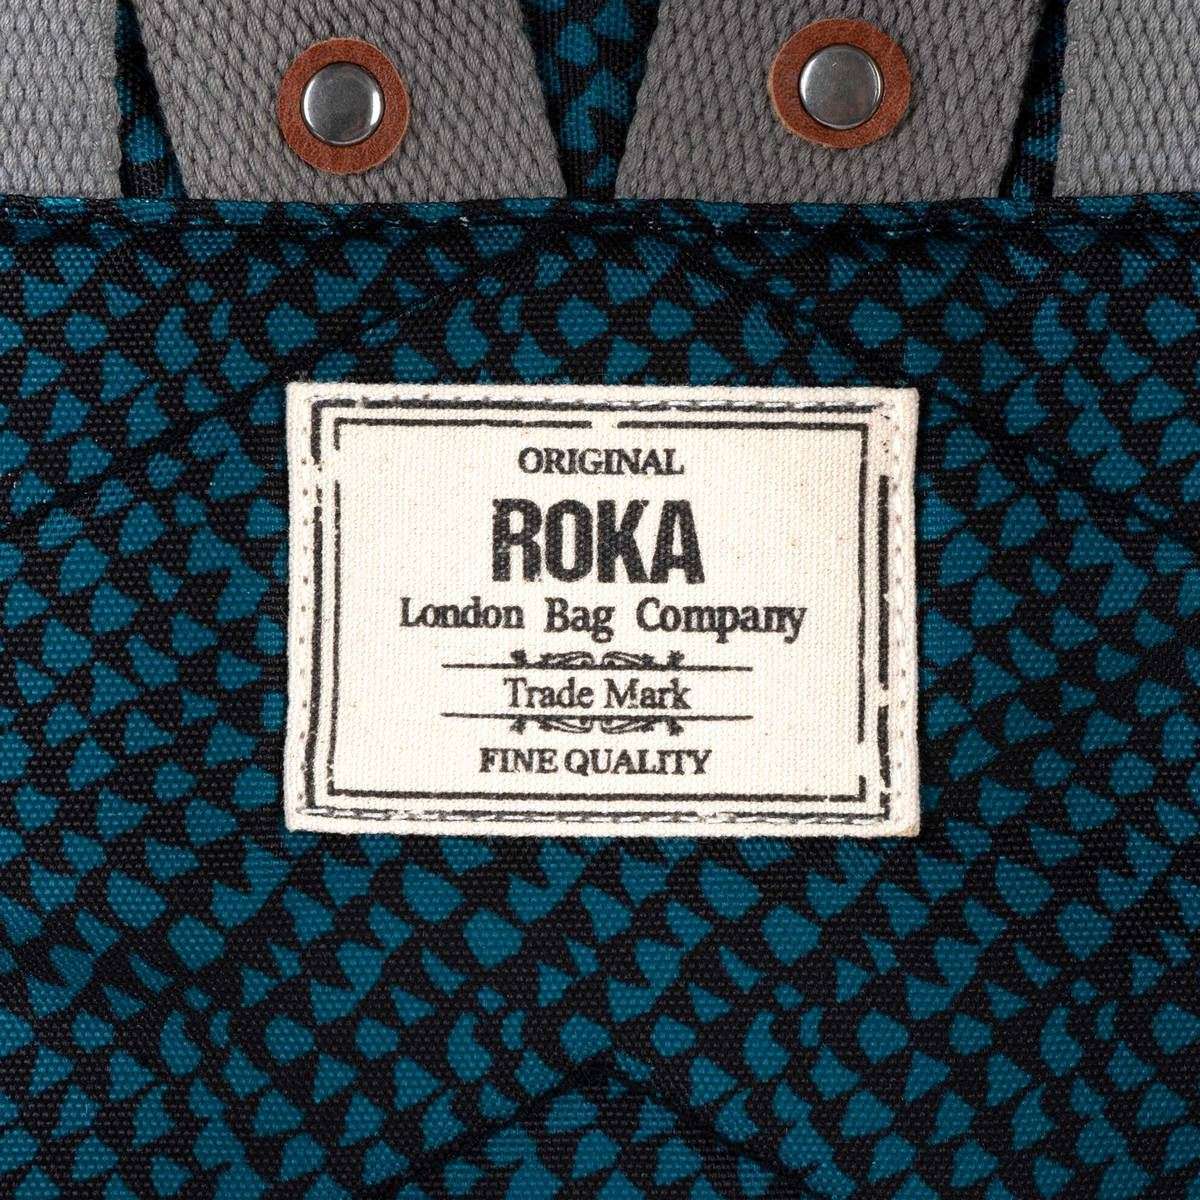 ORIGINAL
ROKA
London Bag Company
Trade Mark
FINE QUALITY